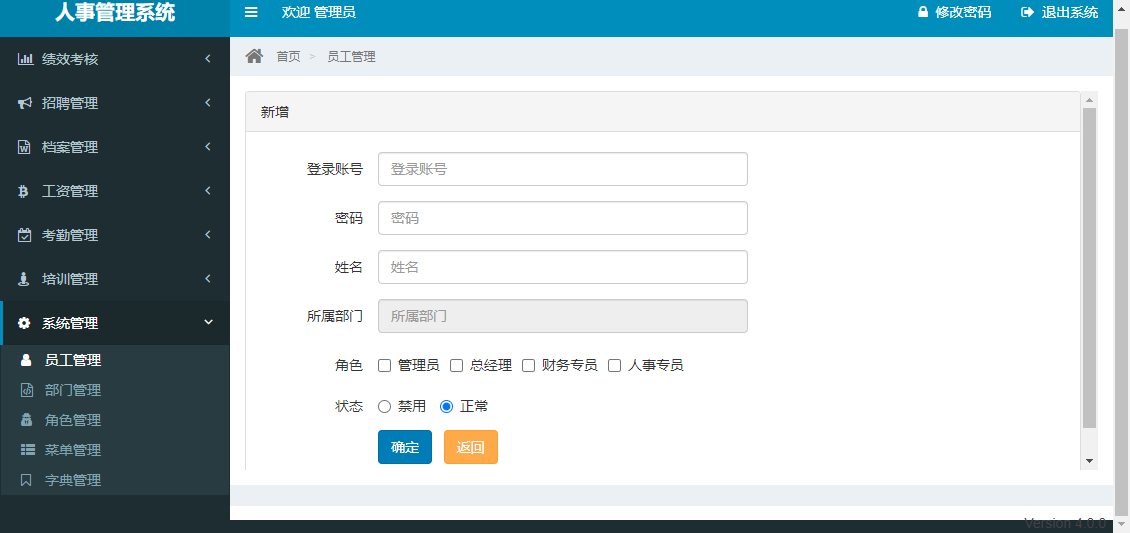 人事管理系统
欢迎 管理员
修改密码
退出系统
绩效考核
招聘管理
档案管理
工资管理
考勤管理
培训管理
系统管理
员工管理
部门管理
角色管理
菜单管理
字典管理
首页 > 员工管理
新增
登录账号 登录账号
密码 密码
姓名 姓名
所属部门 所属部门
角色 管理员 总经理 财务专员 人事专员
状态 禁用 正常
确定 返回
Version 4.0.0